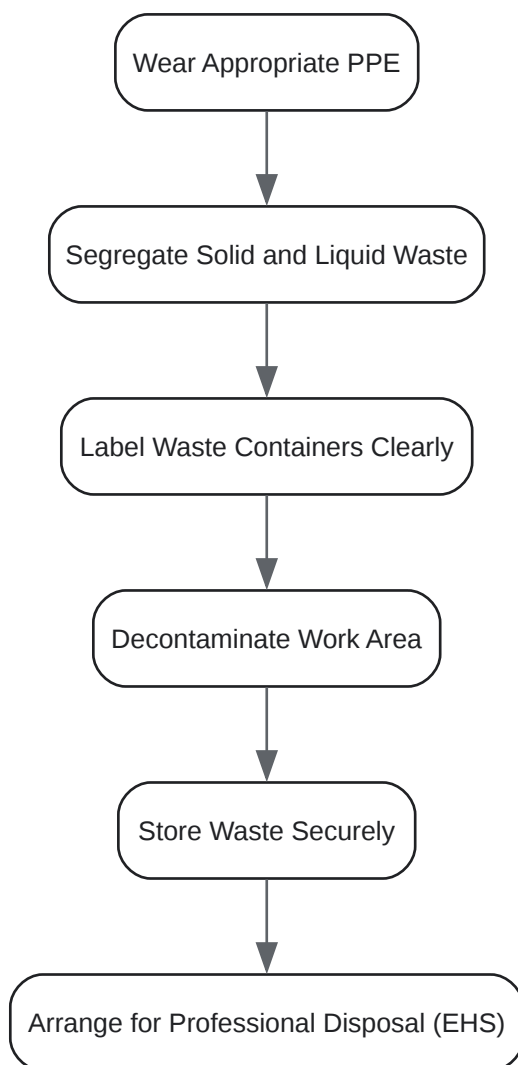 Wear Appropriate PPE
Segregate Solid and Liquid Waste
Label Waste Containers Clearly
Decontaminate Work Area
Store Waste Securely
Arrange for Professional Disposal (EHS)